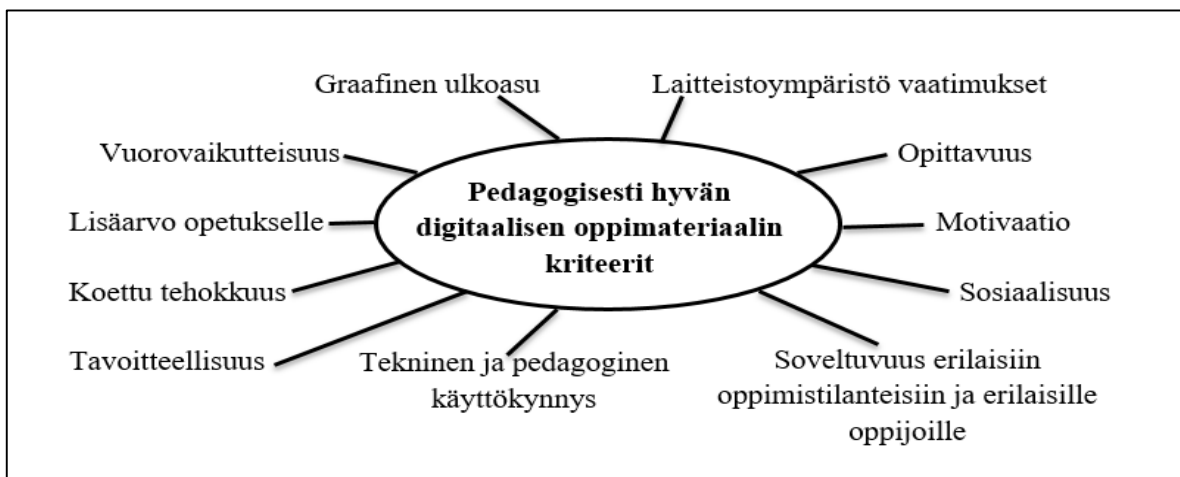 Graafinen ulkoasu
Laitteistoympäristö vaatimukset
Vuorovaikutteisuus
Opittavuus
Pedagogisesti hyvän
digitaalisen oppimateriaalin
kriteerit
Lisäarvo opetukselle
Motivaatio
Koettu tehokkuus
Sosiaalisuus
Tavoitteellisuus
Tekninen ja pedagoginen
käyttökynnys
Soveltuvuus erilaisiin
oppimistilanteisiin ja erilaisille
oppijoille